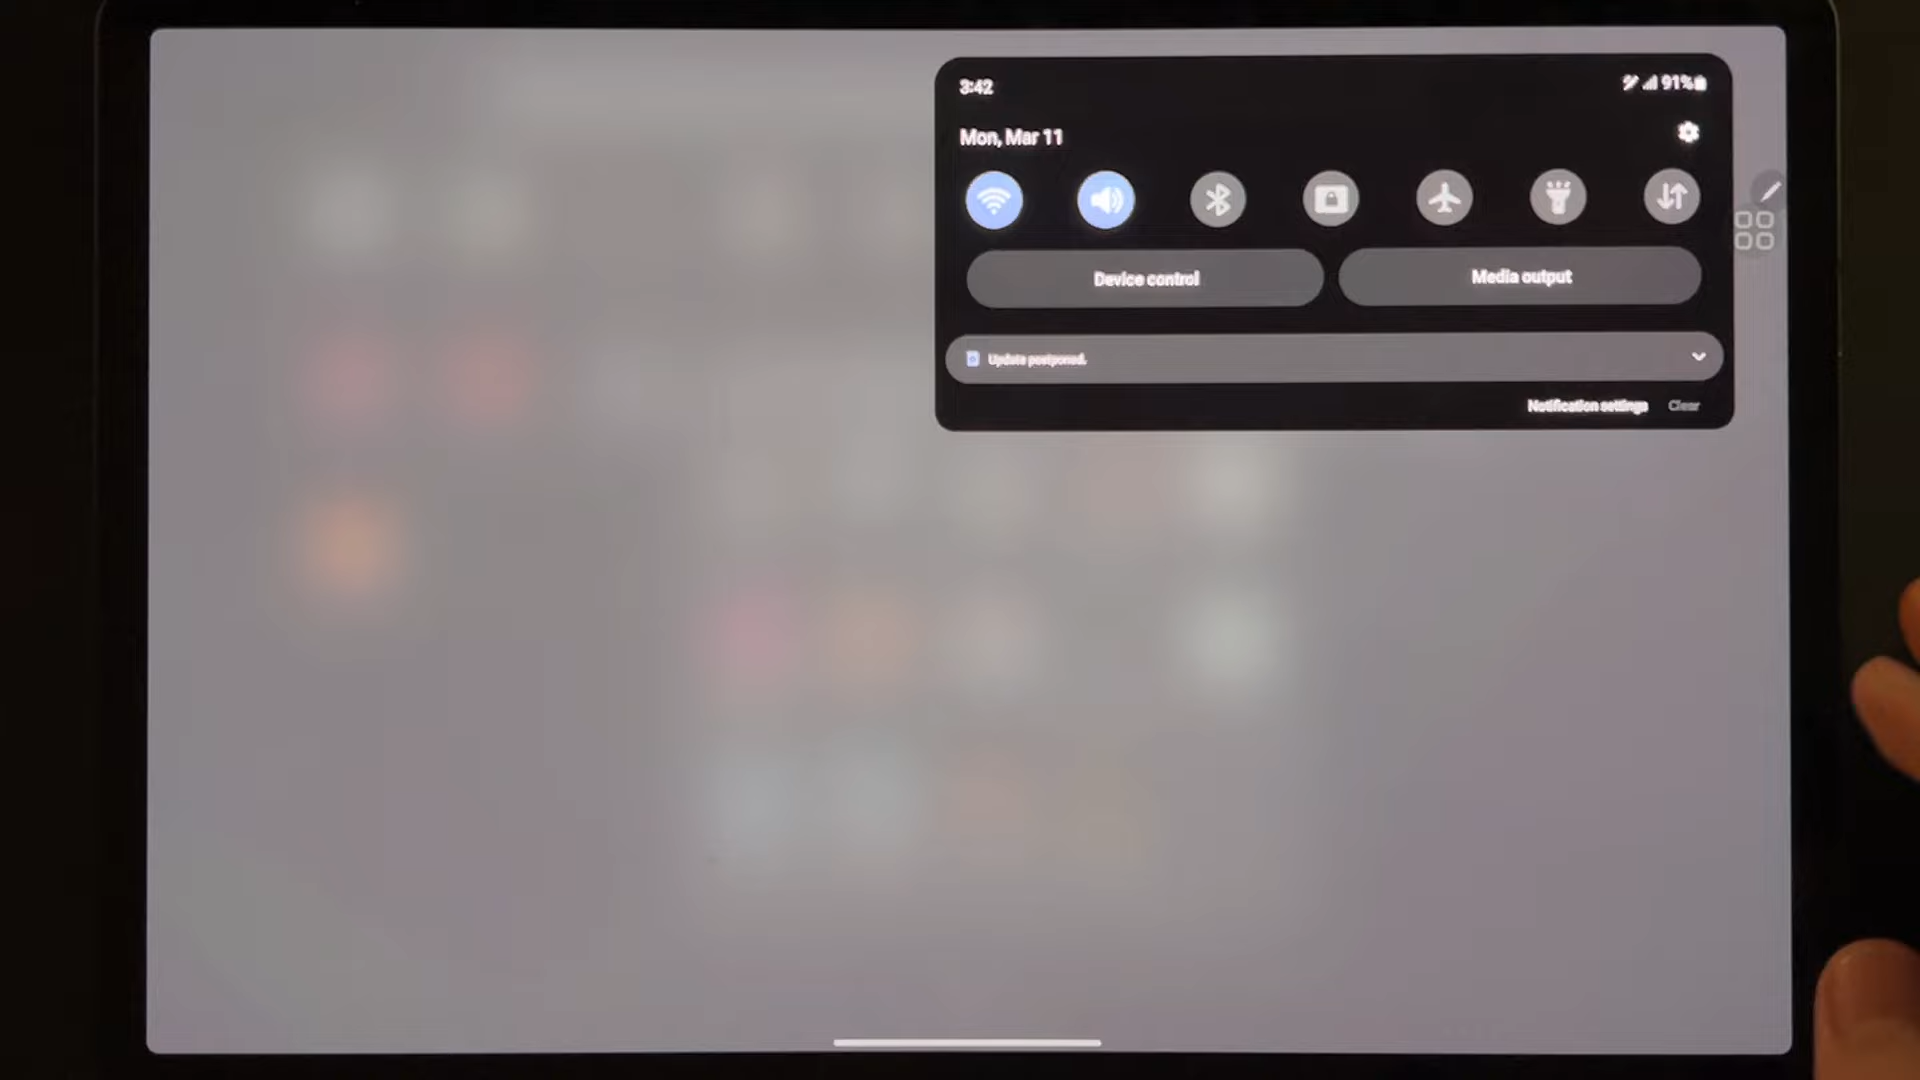 3:42
91%
Mon, Mar 11
Device control
Media output
Update postponed.
Notification settings
Clear